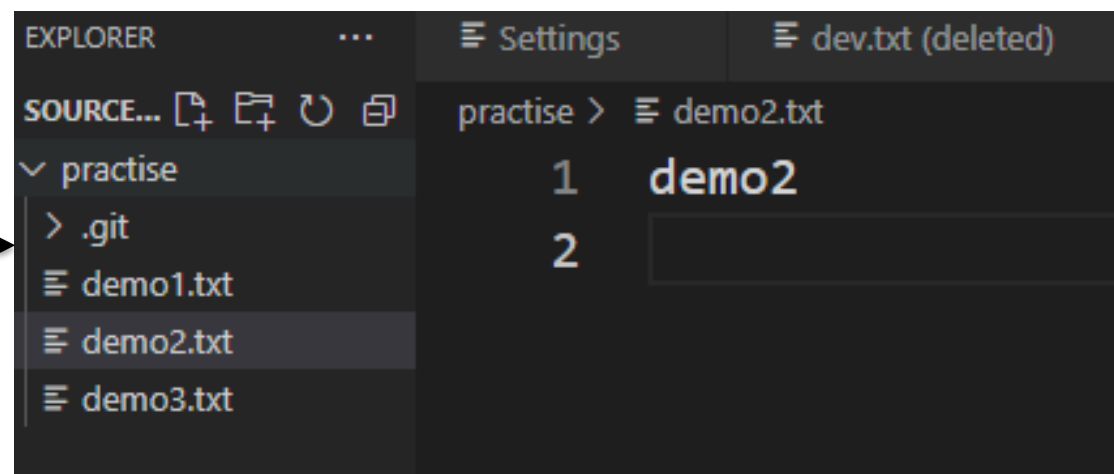 EXPLORER ...
SOURCE...
practise
.git
demo1.txt
demo2.txt
demo3.txt
Settings dev.txt (deleted)
practise > demo2.txt
1 demo2
2